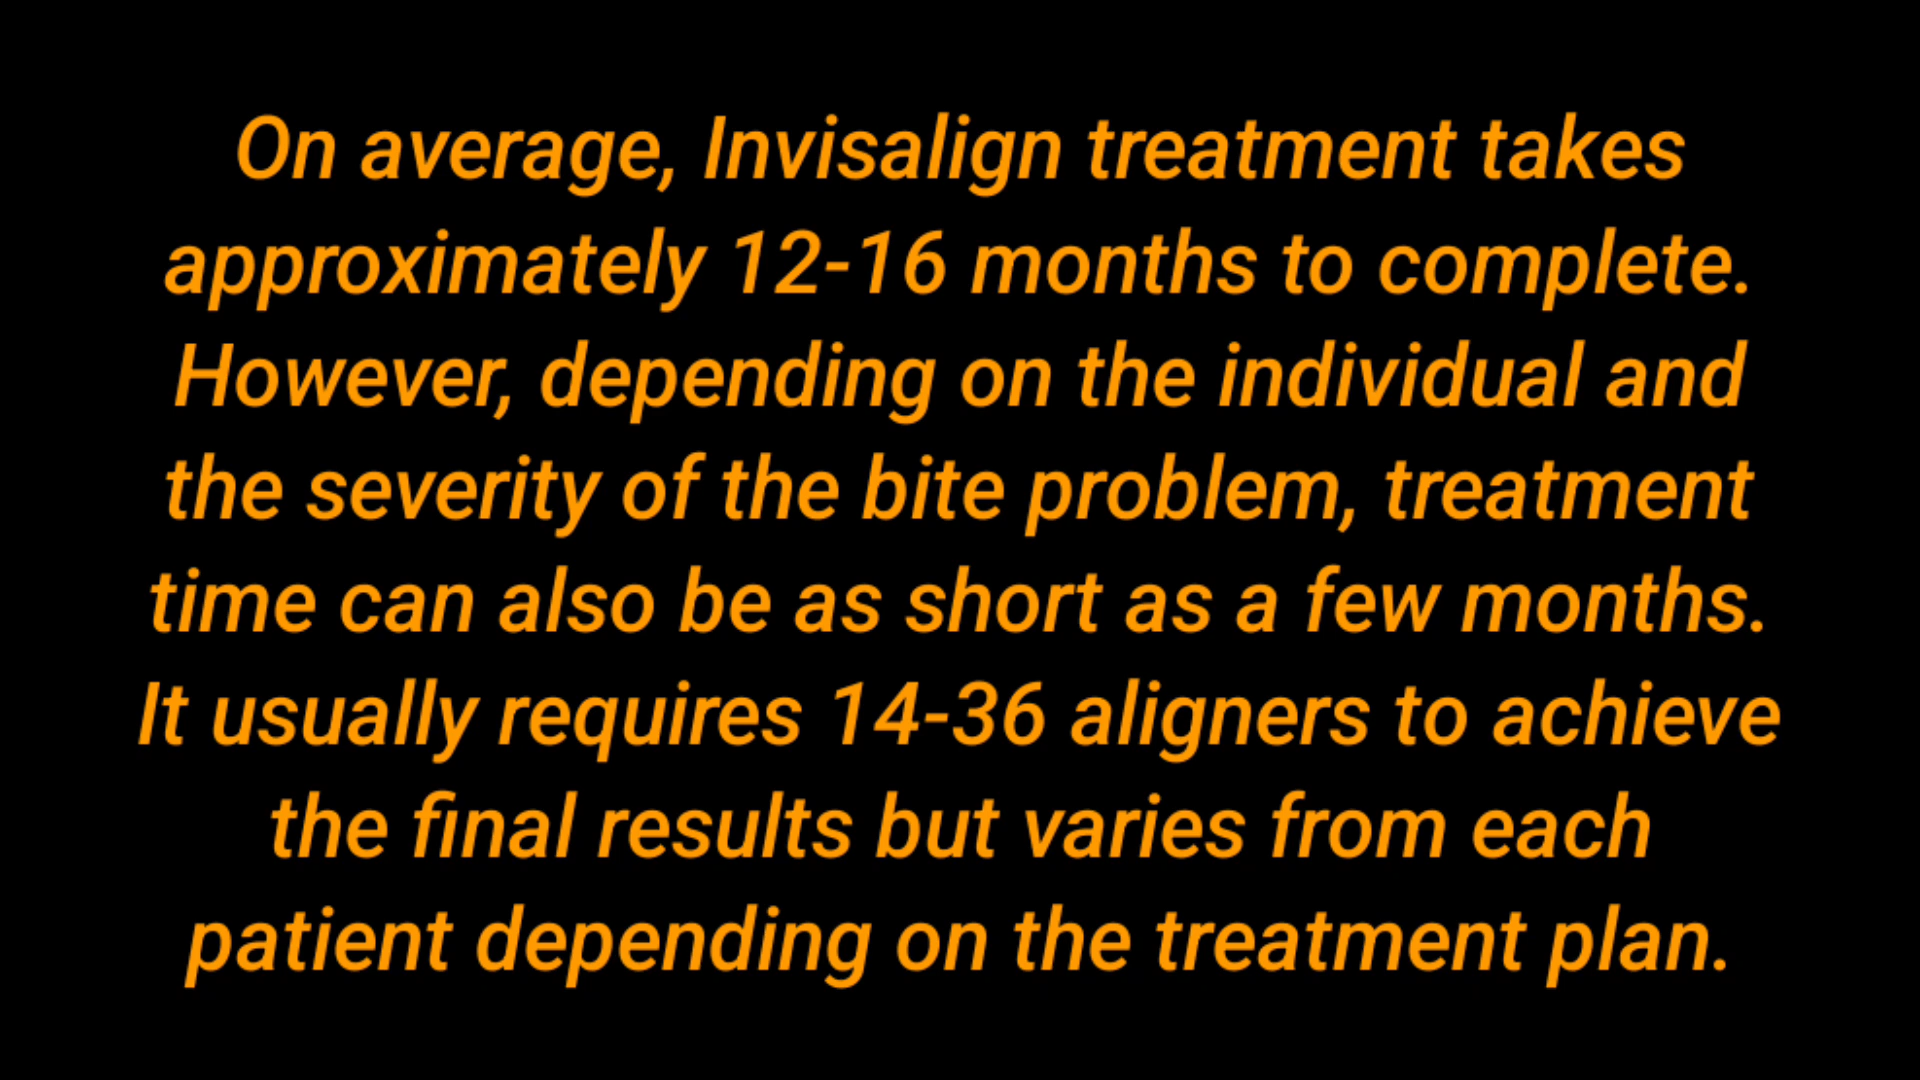 On average, Invisalign treatment takes
approximately 12-16 months to complete.
However, depending on the individual and
the severity of the bite problem, treatment
time can also be as short as a few months.
It usually requires 14-36 aligners to achieve
the final results but varies from each
patient depending on the treatment plan.